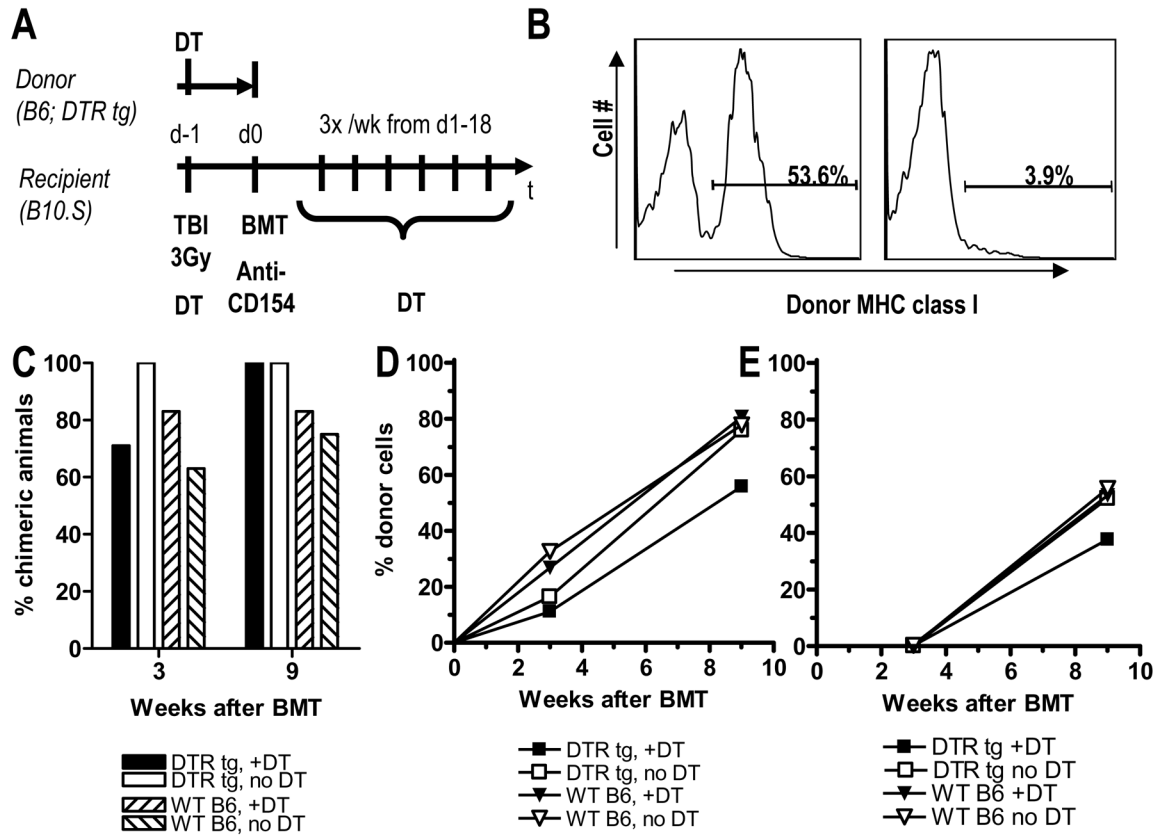 A
DT
Donor
(B6; DTR tg)
d-1
d0
3x /wk from d1-18
Recipient
(B10.S)
t
TBI
3Gy
DT
BMT
Anti-
CD154
DT
B
Cell #
53.6%
3.9%
Donor MHC class I
C
% chimeric animals
100
80
60
40
20
0
3
9
Weeks after BMT
DTR tg, +DT
DTR tg, no DT
WT B6, +DT
WT B6, no DT
D
% donor cells
100
80
60
40
20
0
0 2 4 6 8 10
Weeks after BMT
DTR tg, +DT
DTR tg, no DT
WT B6, +DT
WT B6, no DT
E
100
80
60
40
20
0
0 2 4 6 8 10
Weeks after BMT
DTR tg +DT
DTR tg no DT
WT B6 +DT
WT B6 no DT